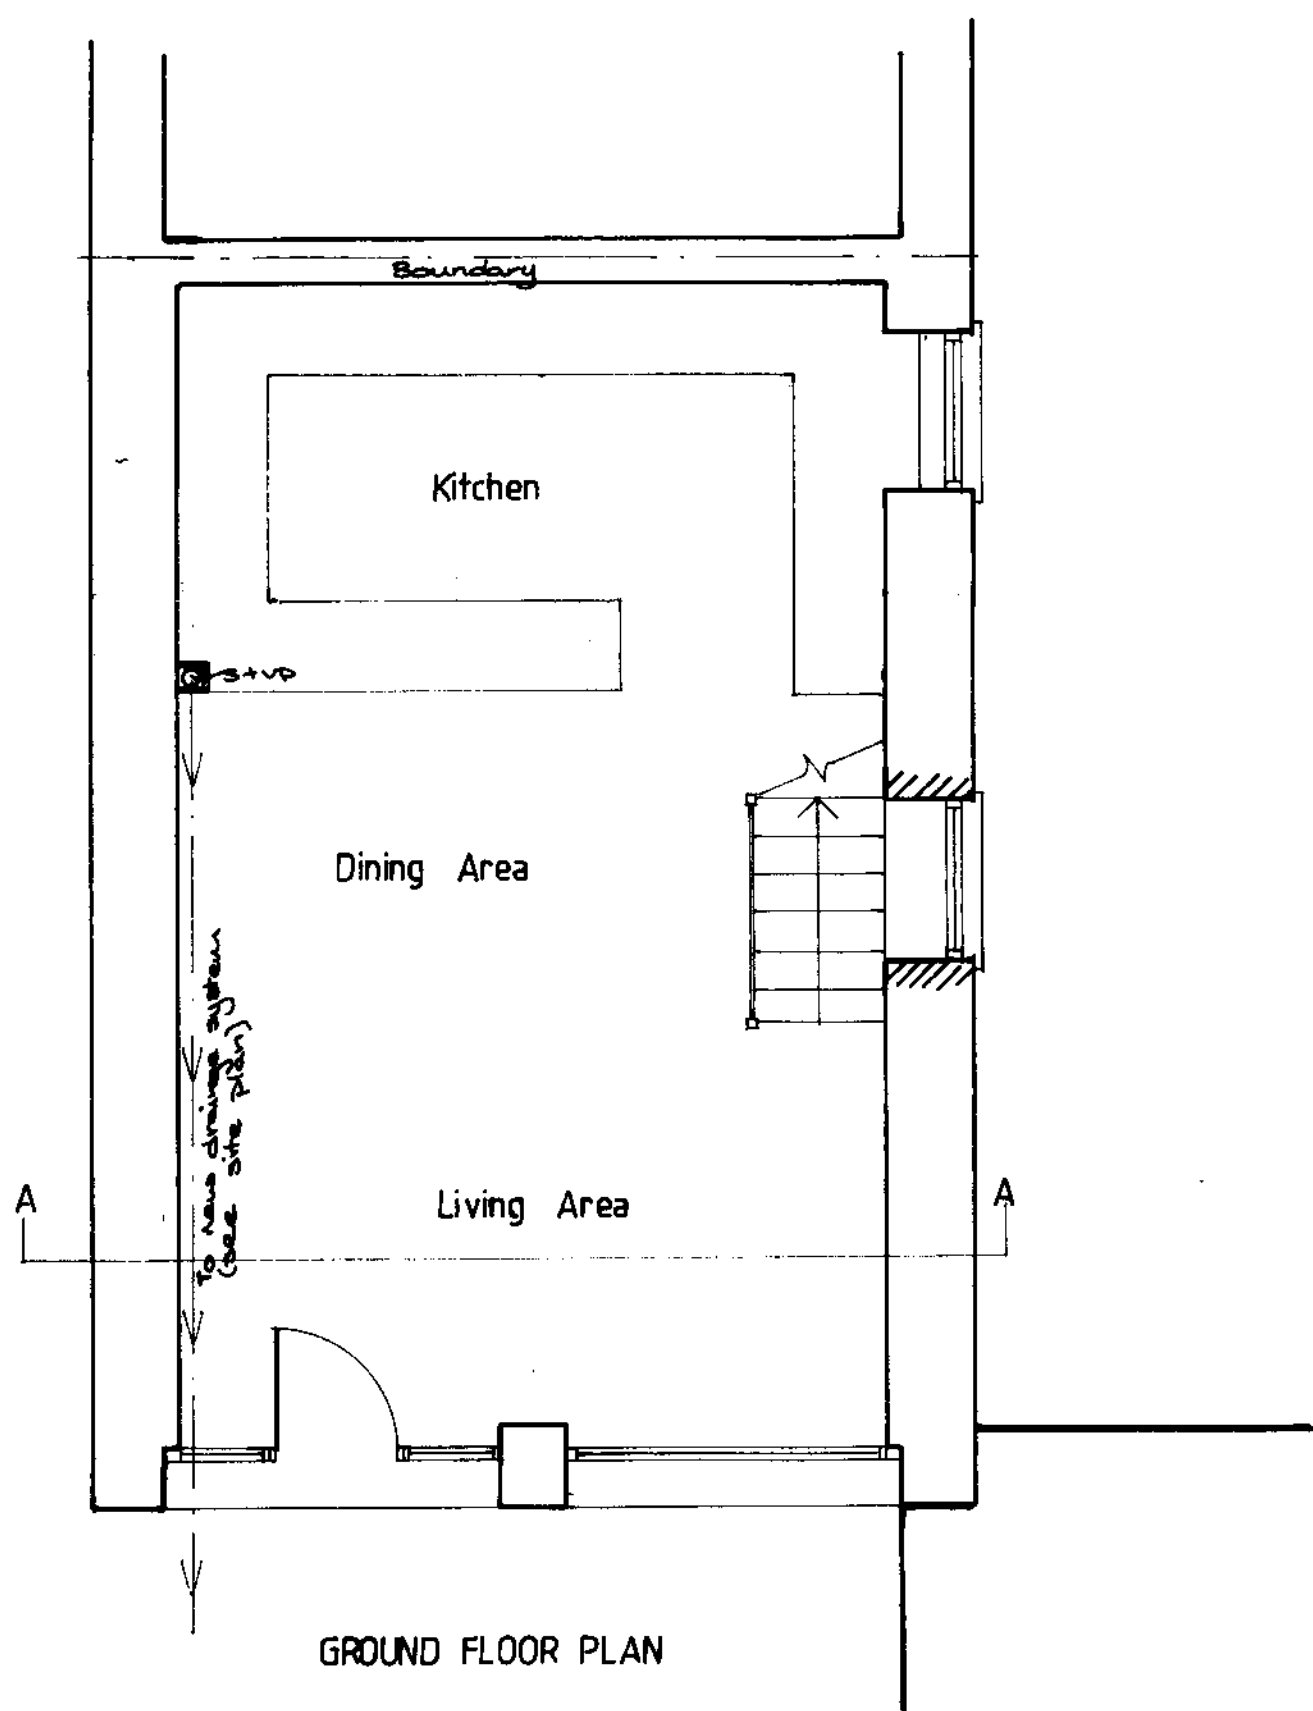 Boundary
Kitchen
S+VP
Dining Area
To new drainage system
(see site plan)
A
A
Living Area
GROUND FLOOR PLAN